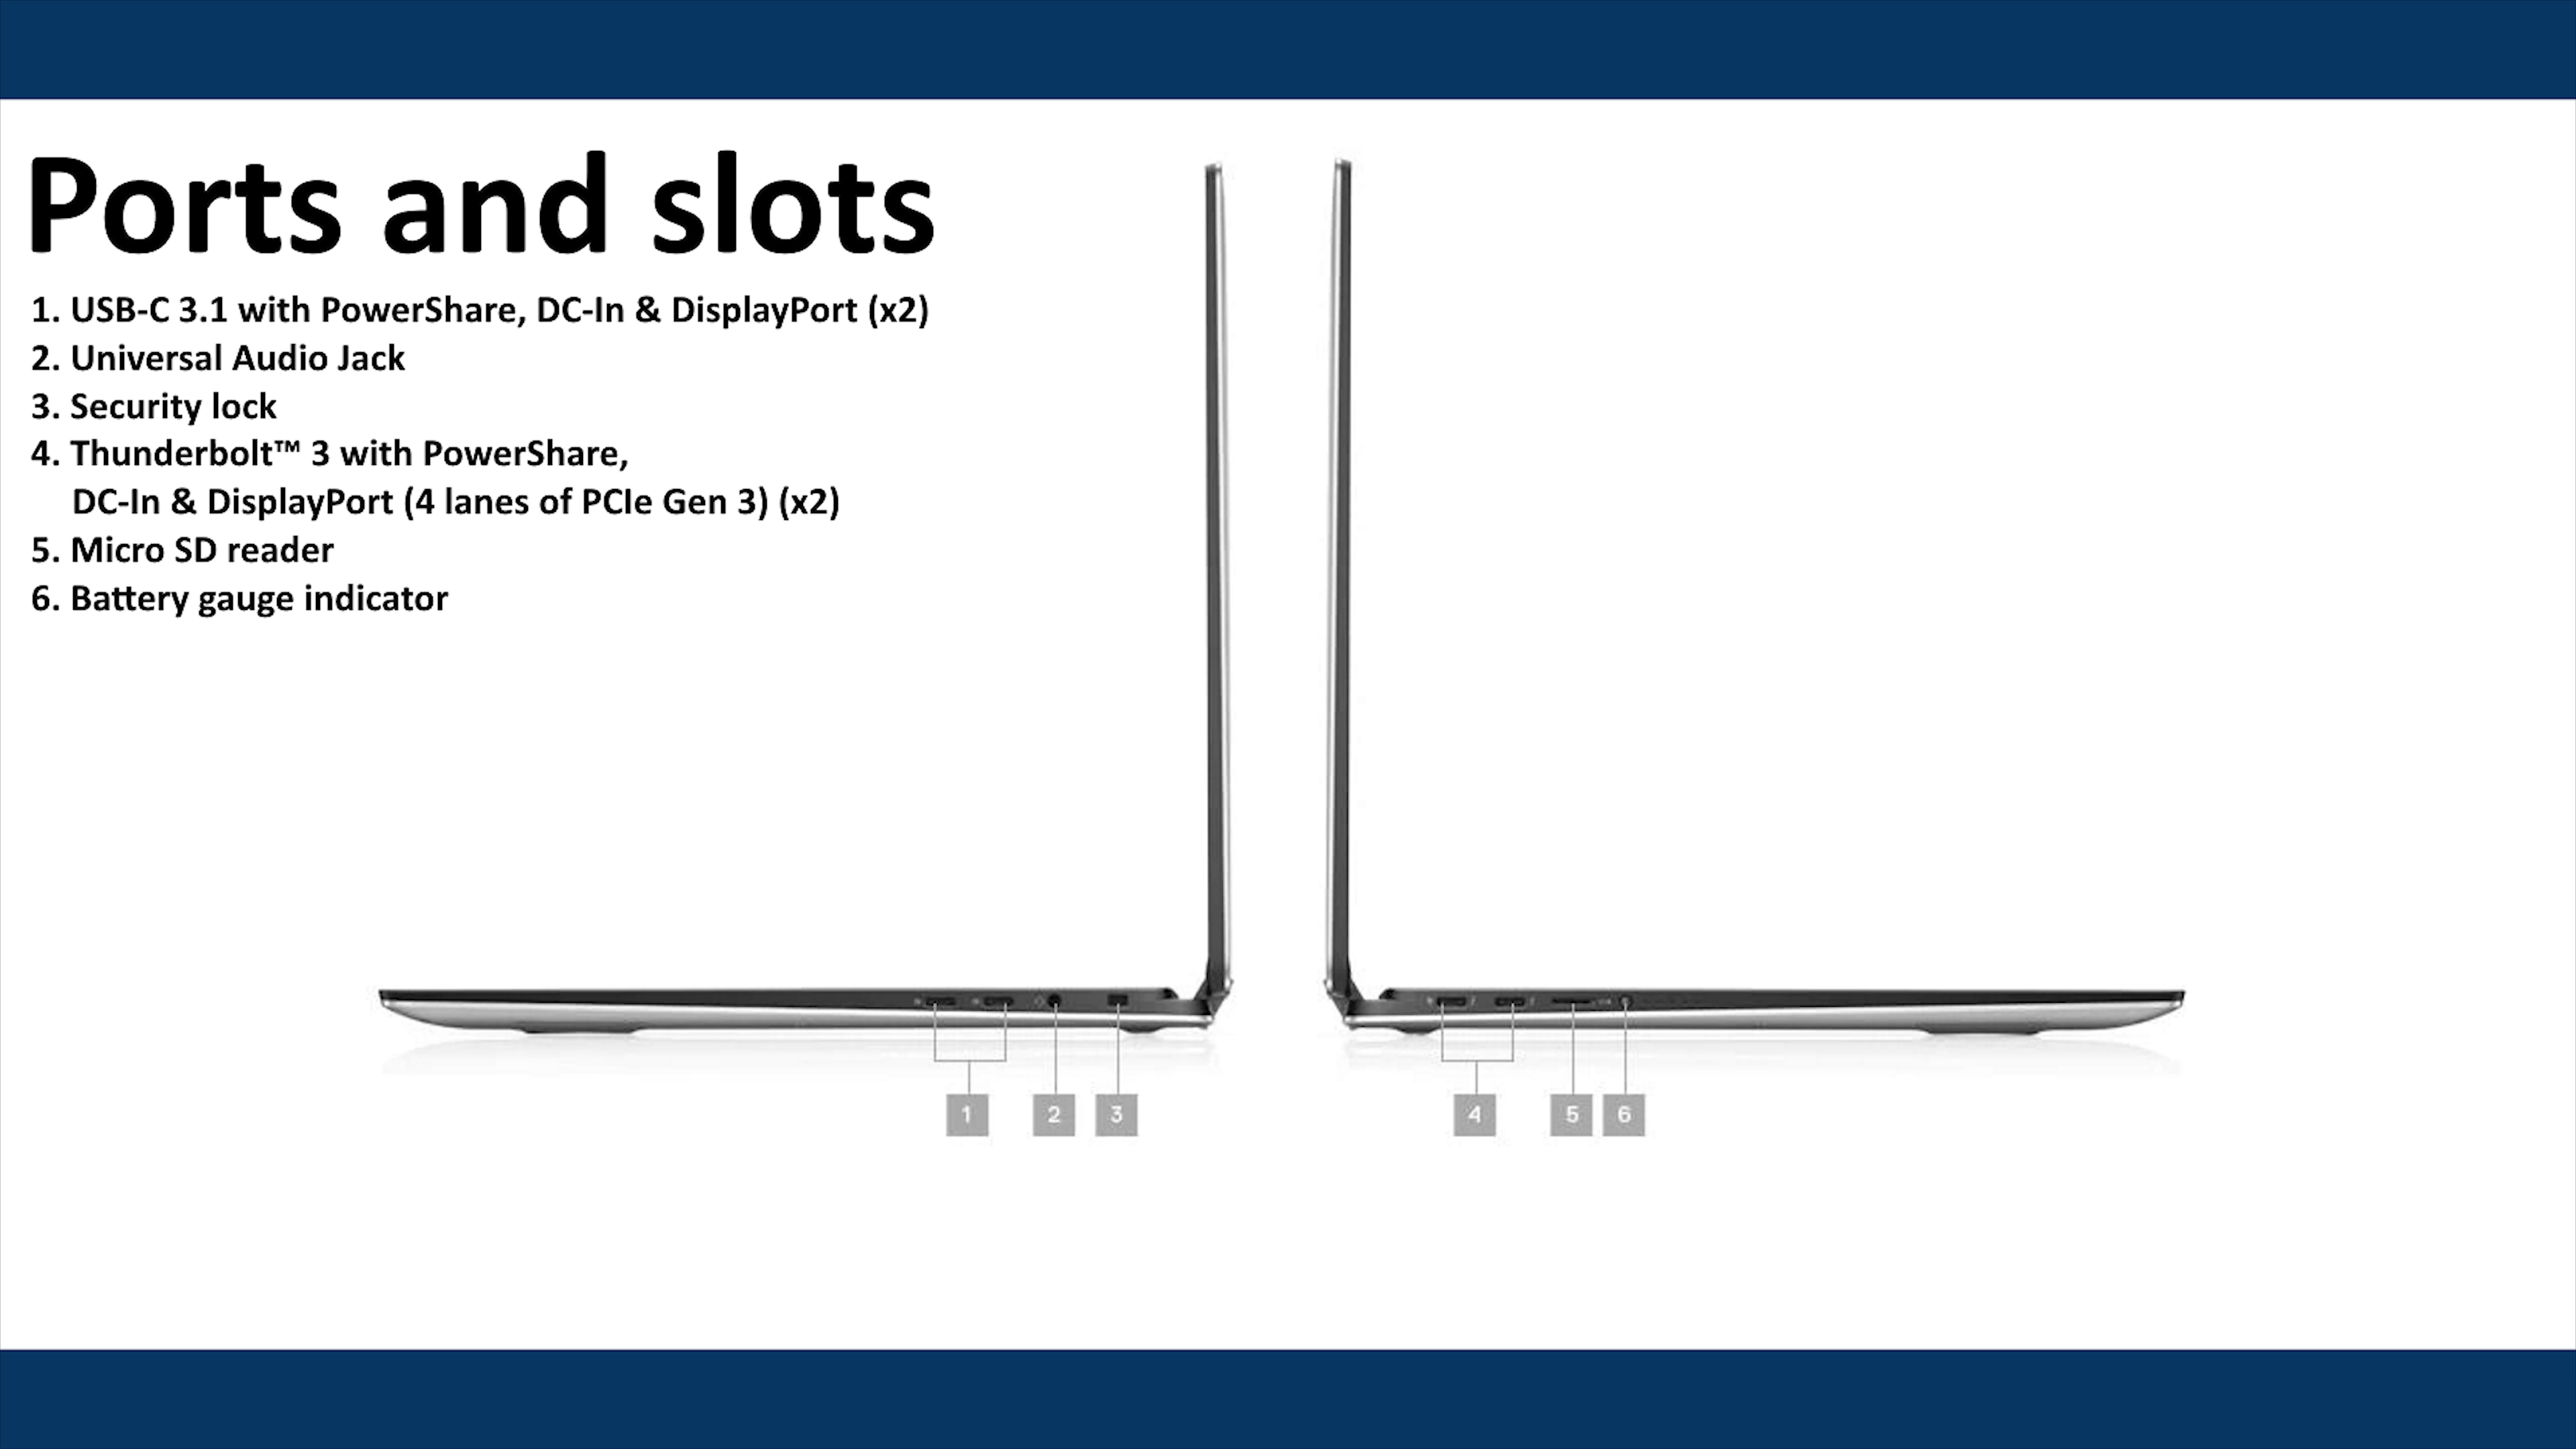 Ports and slots
1. USB-C 3.1 with PowerShare, DC-In & DisplayPort (x2)
2. Universal Audio Jack
3. Security lock
4. Thunderbolt™ 3 with PowerShare,
DC-In & DisplayPort (4 lanes of PCIe Gen 3) (x2)
5. Micro SD reader
6. Battery gauge indicator
1 2 3 4 5 6